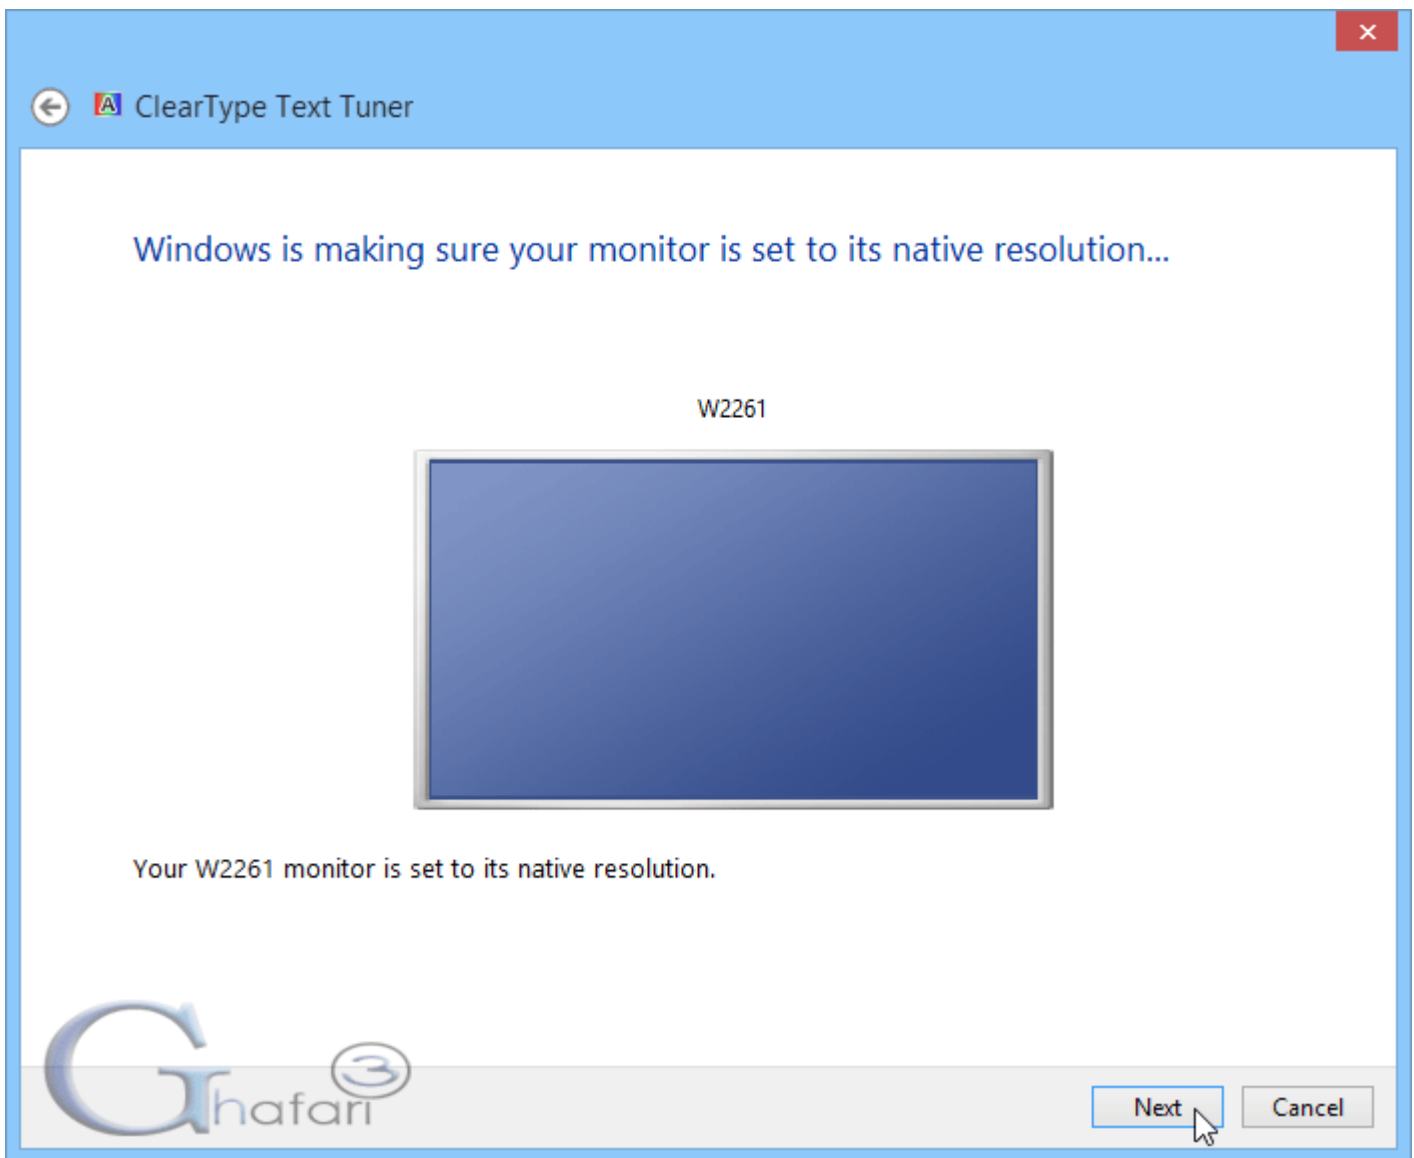 ClearType Text Tuner
Windows is making sure your monitor is set to its native resolution...
W2261
Your W2261 monitor is set to its native resolution.
Ghafari3
Next
Cancel